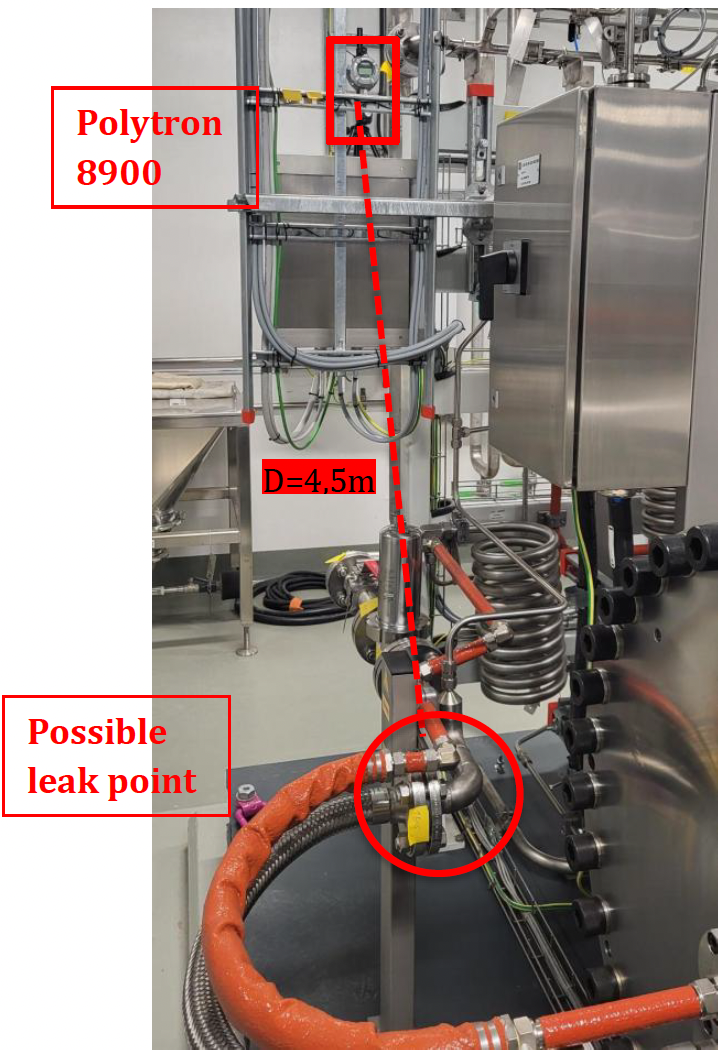 Polytron
8900
D=4,5m
Possible
leak point